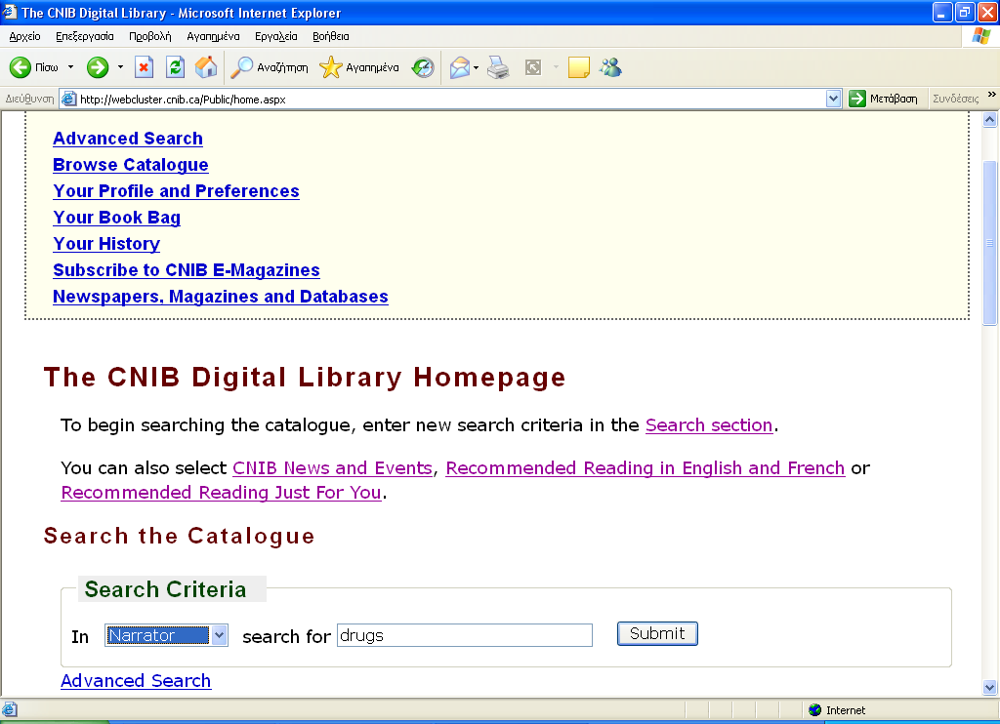 The CNIB Digital Library - Microsoft Internet Explorer
Αρχείο Επεξεργασία Προβολή Αγαπημένα Εργαλεία Βοήθεια
Πίσω Αναζήτηση Αγαπημένα
Διεύθυνση http://webcluster.cnib.ca/Public/home.aspx Μετάβαση Συνδέσεις »
Advanced Search
Browse Catalogue
Your Profile and Preferences
Your Book Bag
Your History
Subscribe to CNIB E-Magazines
Newspapers, Magazines and Databases
The CNIB Digital Library Homepage
To begin searching the catalogue, enter new search criteria in the Search section.
You can also select CNIB News and Events, Recommended Reading in English and French or
Recommended Reading Just For You.
Search the Catalogue
Search Criteria
In Narrator search for drugs Submit
Advanced Search
Internet